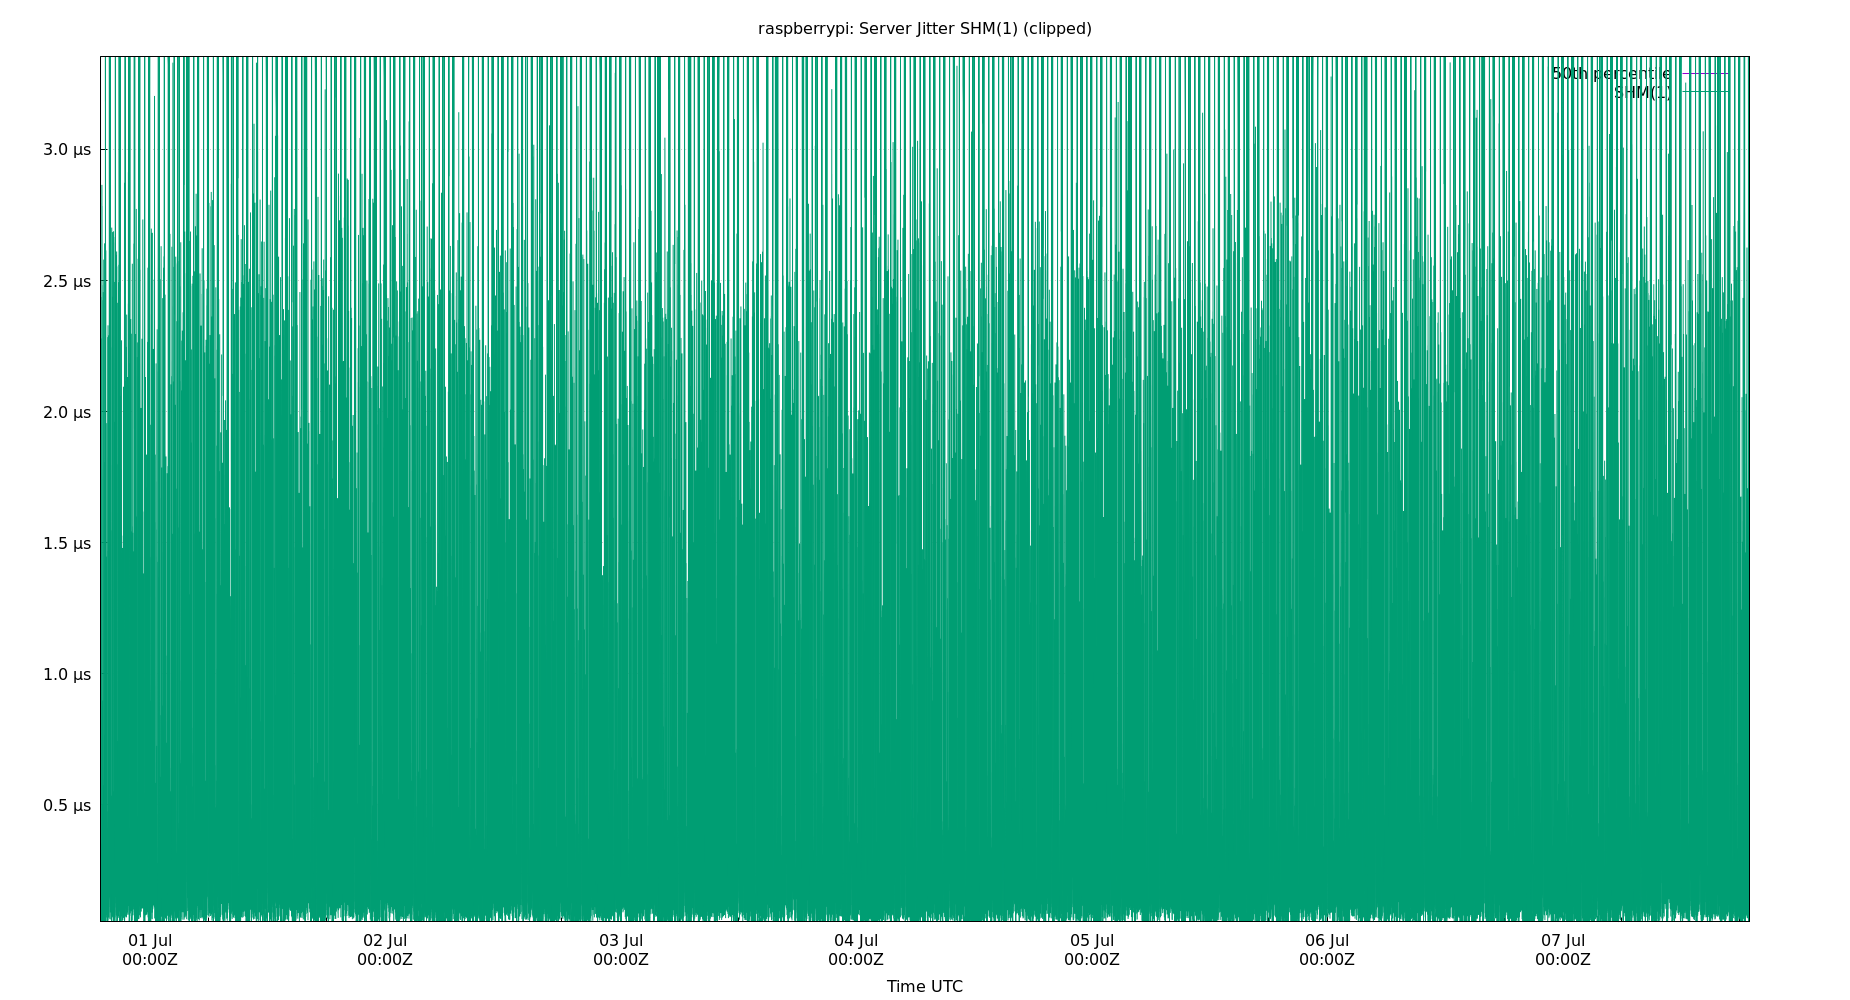 raspberrypi: Server Jitter SHM(1) (clipped)
50th percentile
SHM(1)
3.0 µs
2.5 µs
2.0 µs
1.5 µs
1.0 µs
0.5 µs
01 Jul 02 Jul 03 Jul 04 Jul 05 Jul 06 Jul 07 Jul
00:00Z 00:00Z 00:00Z 00:00Z 00:00Z 00:00Z 00:00Z
Time UTC